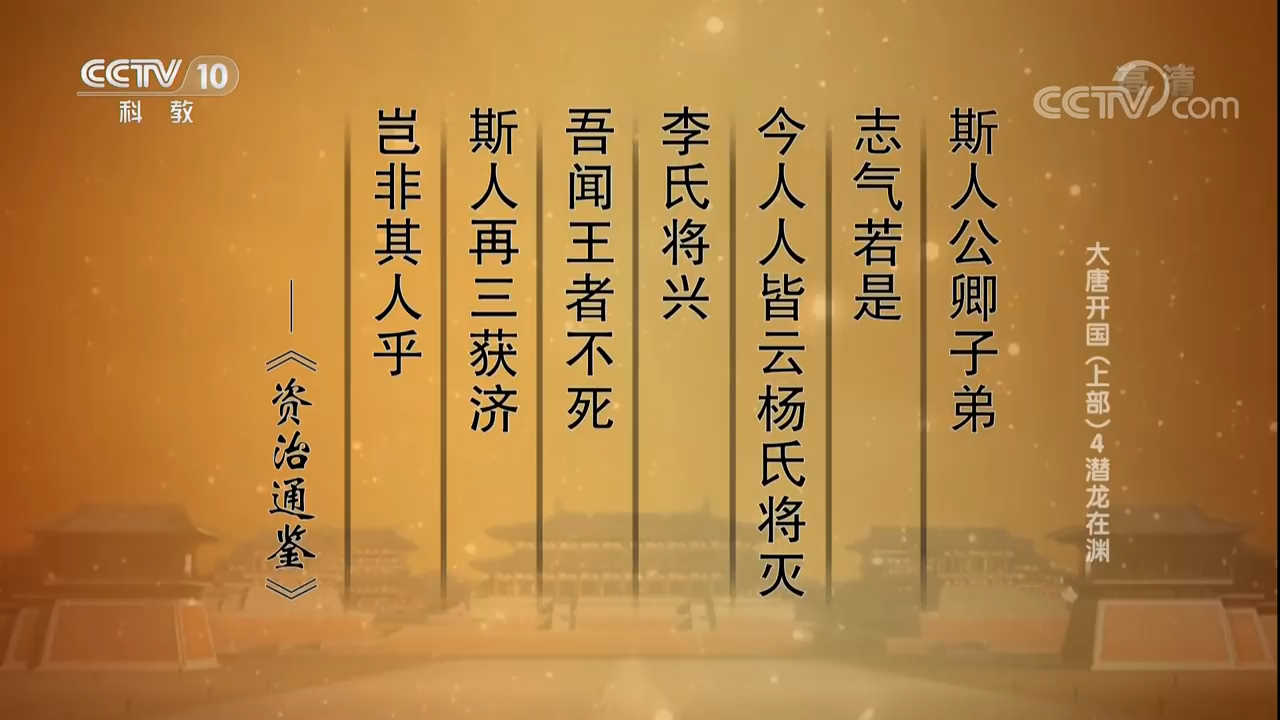 CCTV 10
科教
高清
CCTV.com
大唐开国（上部）4 潜龙在渊
斯人公卿子弟
志气若是
今人人皆云杨氏将灭
李氏将兴
吾闻王者不死
斯人再三获济
岂非其人乎
——《资治通鉴》